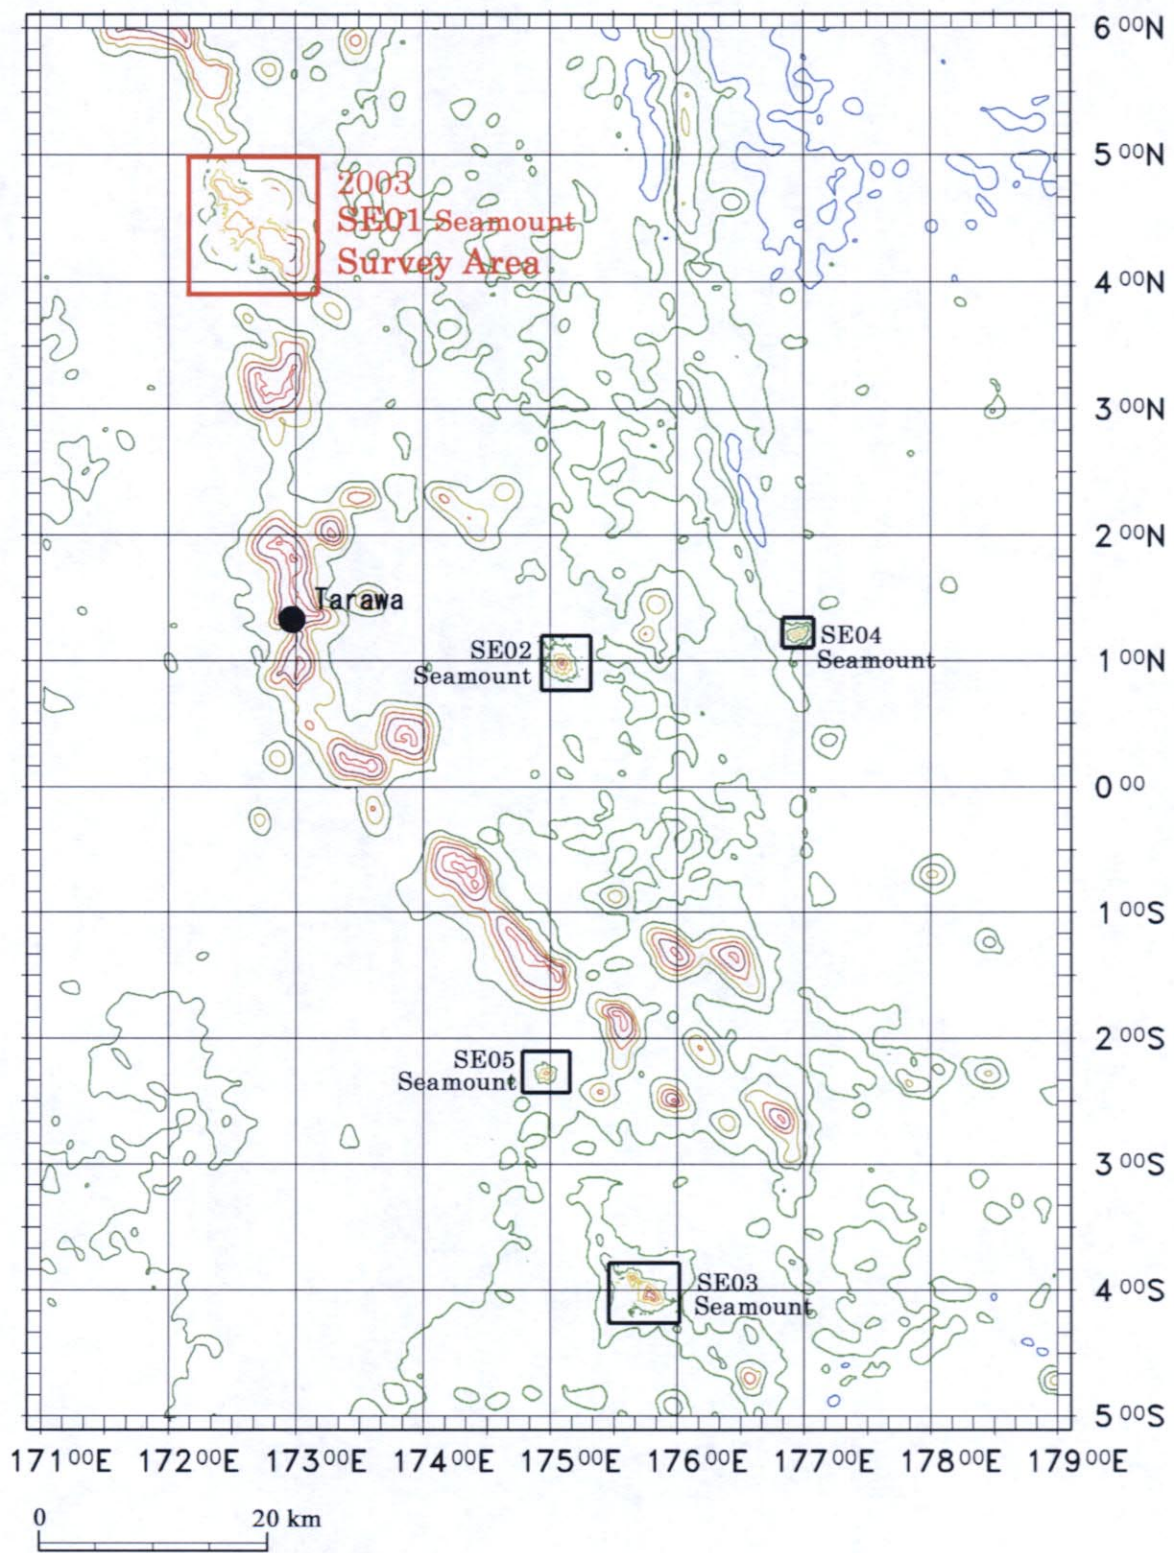 6 00N
5 00N
2003
SE01 Seamount
Survey Area
4 00N
3 00N
2 00N
Tarawa
SE02
Seamount
SE04
Seamount
1 00N
0 00
1 00S
2 00S
SE05
Seamount
3 00S
SE03
Seamount
4 00S
5 00S
171 00E 172 00E 173 00E 174 00E 175 00E 176 00E 177 00E 178 00E 179 00E
0 20 km